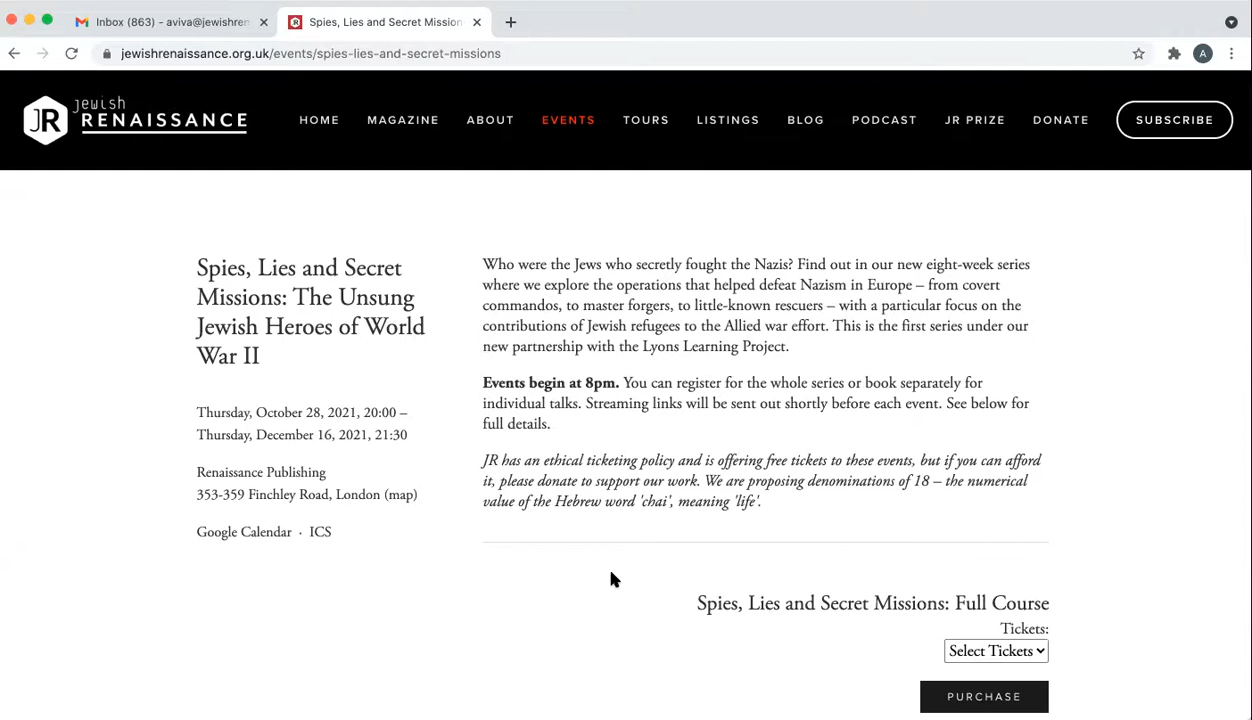 Inbox (863) - aviva@jewishren
Spies, Lies and Secret Mission
jewishrenaissance.org.uk/events/spies-lies-and-secret-missions
A
JR jewish RENAISSANCE
HOME MAGAZINE ABOUT EVENTS TOURS LISTINGS BLOG PODCAST JR PRIZE DONATE SUBSCRIBE
Spies, Lies and Secret
Missions: The Unsung
Jewish Heroes of World
War II
Thursday, October 28, 2021, 20:00 –
Thursday, December 16, 2021, 21:30
Renaissance Publishing
353-359 Finchley Road, London (map)
Google Calendar · ICS
Who were the Jews who secretly fought the Nazis? Find out in our new eight-week series
where we explore the operations that helped defeat Nazism in Europe – from covert
commandos, to master forgers, to little-known rescuers – with a particular focus on the
contributions of Jewish refugees to the Allied war effort. This is the first series under our
new partnership with the Lyons Learning Project.
Events begin at 8pm. You can register for the whole series or book separately for
individual talks. Streaming links will be sent out shortly before each event. See below for
full details.
JR has an ethical ticketing policy and is offering free tickets to these events, but if you can afford
it, please donate to support our work. We are proposing denominations of 18 – the numerical
value of the Hebrew word 'chai', meaning 'life'.
Spies, Lies and Secret Missions: Full Course
Tickets:
Select Tickets
PURCHASE